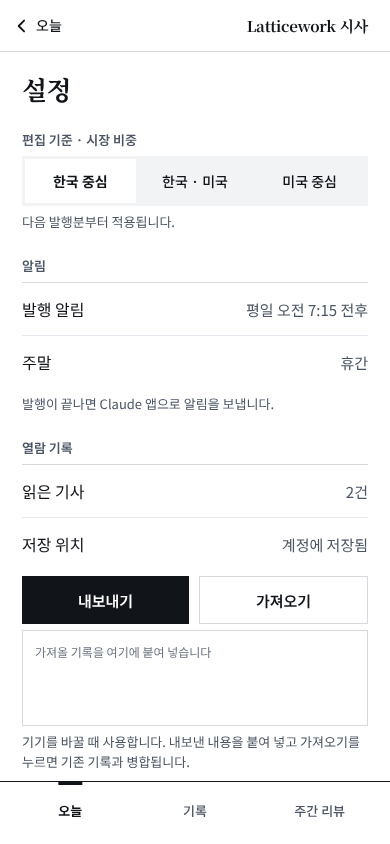 오늘
Latticework 시사
설정
편집 기준 · 시장 비중
한국 중심
한국 · 미국
미국 중심
다음 발행분부터 적용됩니다.
알림
발행 알림
평일 오전 7:15 전후
주말
휴간
발행이 끝나면 Claude 앱으로 알림을 보냅니다.
열람 기록
읽은 기사
2건
저장 위치
계정에 저장됨
내보내기
가져오기
가져올 기록을 여기에 붙여 넣습니다
기기를 바꿀 때 사용합니다. 내보낸 내용을 붙여 넣고 가져오기를
누르면 기존 기록과 병합됩니다.
오늘
기록
주간 리뷰